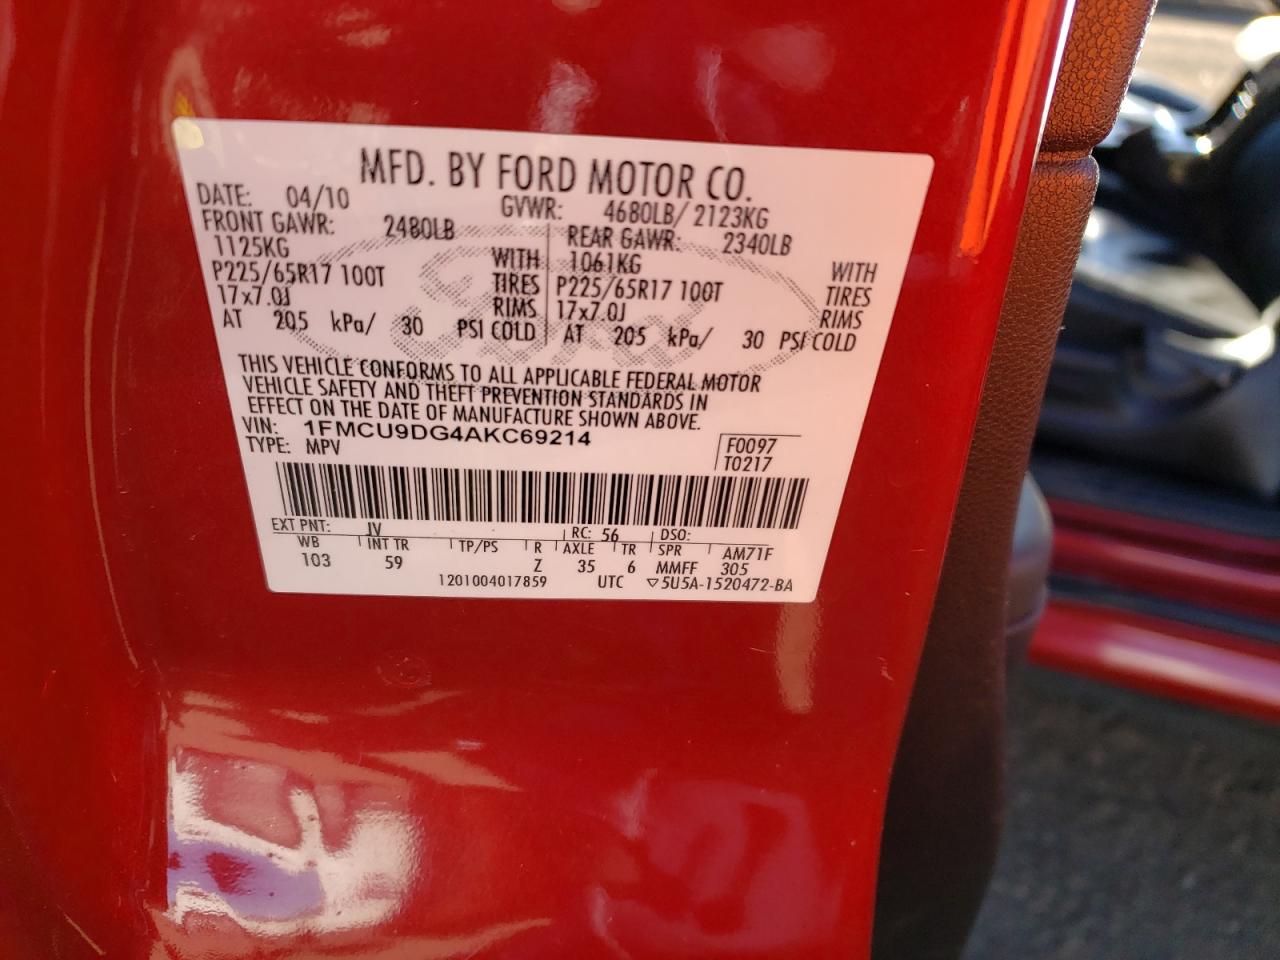 MFD. BY FORD MOTOR CO.
DATE: 04/10 GVWR: 4680LB/ 2123KG
FRONT GAWR: 2480LB REAR GAWR: 2340LB
1125KG WITH 1061KG WITH
P225/65R17 100T TIRES P225/65R17 100T TIRES
17x7.0J RIMS 17x7.0J RIMS
AT 205 kPa/ 30 PSI COLD AT 205 kPa/ 30 PSI COLD
Ford
THIS VEHICLE CONFORMS TO ALL APPLICABLE FEDERAL MOTOR
VEHICLE SAFETY AND THEFT PREVENTION STANDARDS IN
EFFECT ON THE DATE OF MANUFACTURE SHOWN ABOVE.
VIN: 1FMCU9DG4AKC69214
TYPE: MPV
F0097
T0217
EXT PNT: JV RC: 56 DSO:
WB INT TR TP/PS R AXLE TR SPR AM71F
103 59 Z 35 6 MMFF 305
1201004017859 UTC ▽5U5A-1520472-BA